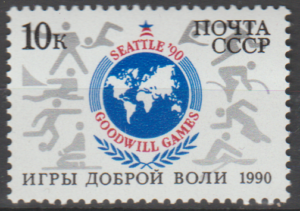 10к
ПОЧТА
СССР
SEATTLE '90
GOODWILL GAMES
ИГРЫ ДОБРОЙ ВОЛИ 1990